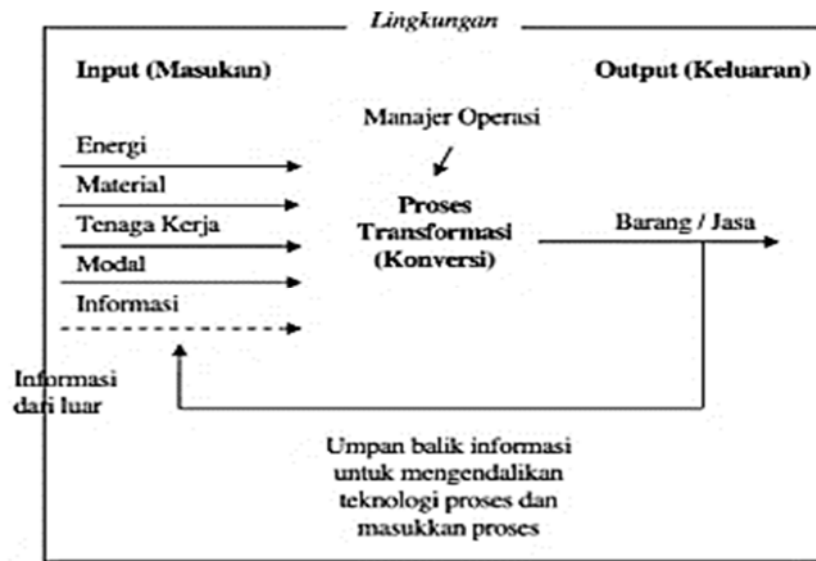 Lingkungan
Input (Masukan)
Output (Keluaran)
Manajer Operasi
Energi
Material
Tenaga Kerja
Modal
Informasi
Proses
Transformasi
(Konversi)
Barang / Jasa
Informasi
dari luar
Umpan balik informasi
untuk mengendalikan
teknologi proses dan
masukkan proses